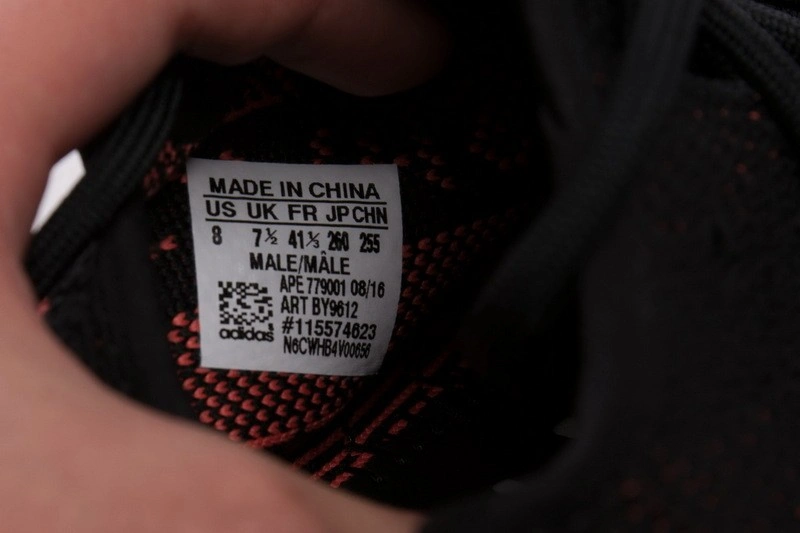 MADE IN CHINA
US UK FR JP CHN
8 7½ 41⅓ 260 255
MALE/MÂLE
APE 779001 08/16
ART BY9612
#115574623
N6CWHB4V00656
adidas